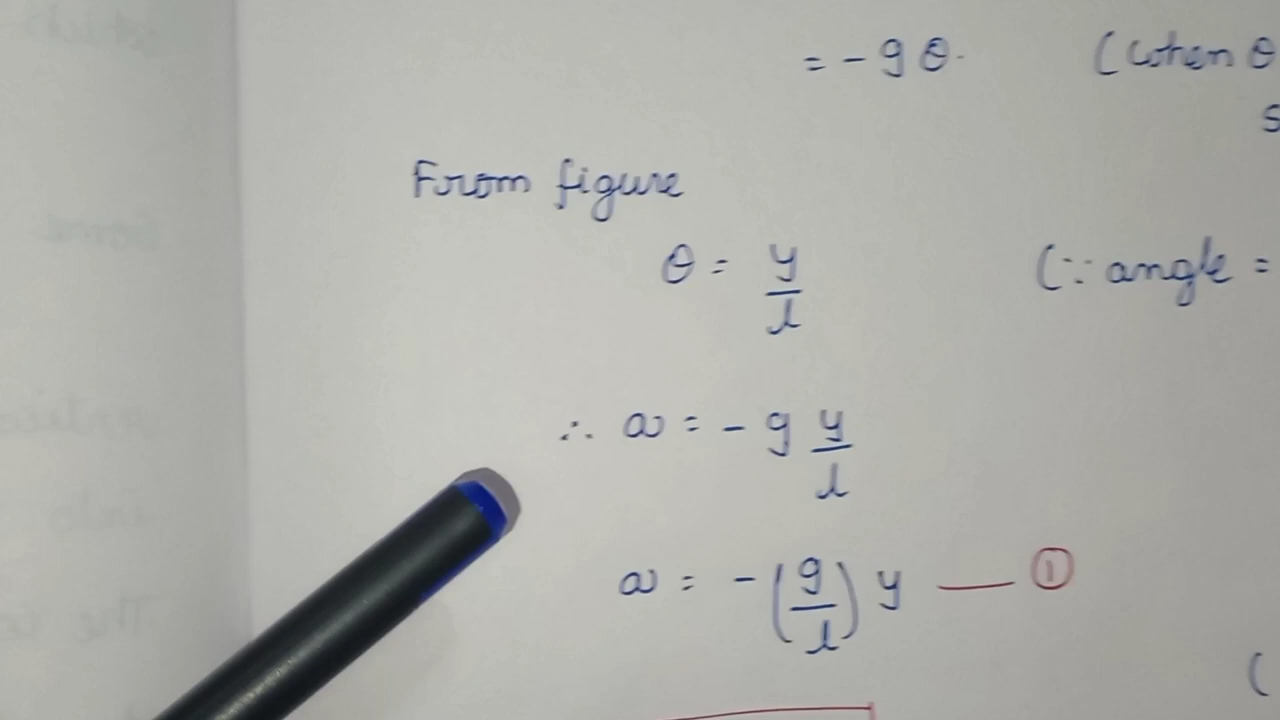 = - g θ. (when θ
From figure
θ = y/l (∵ angle =
∴ a = - g y/l
a = - (g/l) y — ①